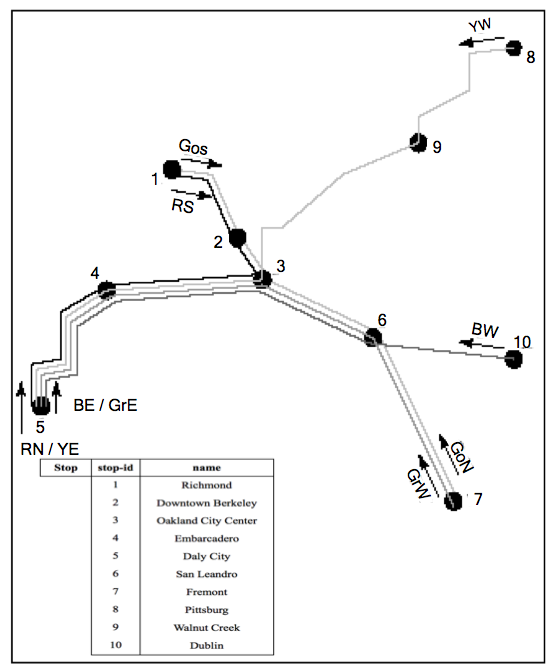 YW
8
9
Gos
1
RS
2
3
4
6
BW
10
5
BE / GrE
RN / YE
GoN
GrW
7
Stop stop-id name
1 Richmond
2 Downtown Berkeley
3 Oakland City Center
4 Embarcadero
5 Daly City
6 San Leandro
7 Fremont
8 Pittsburg
9 Walnut Creek
10 Dublin